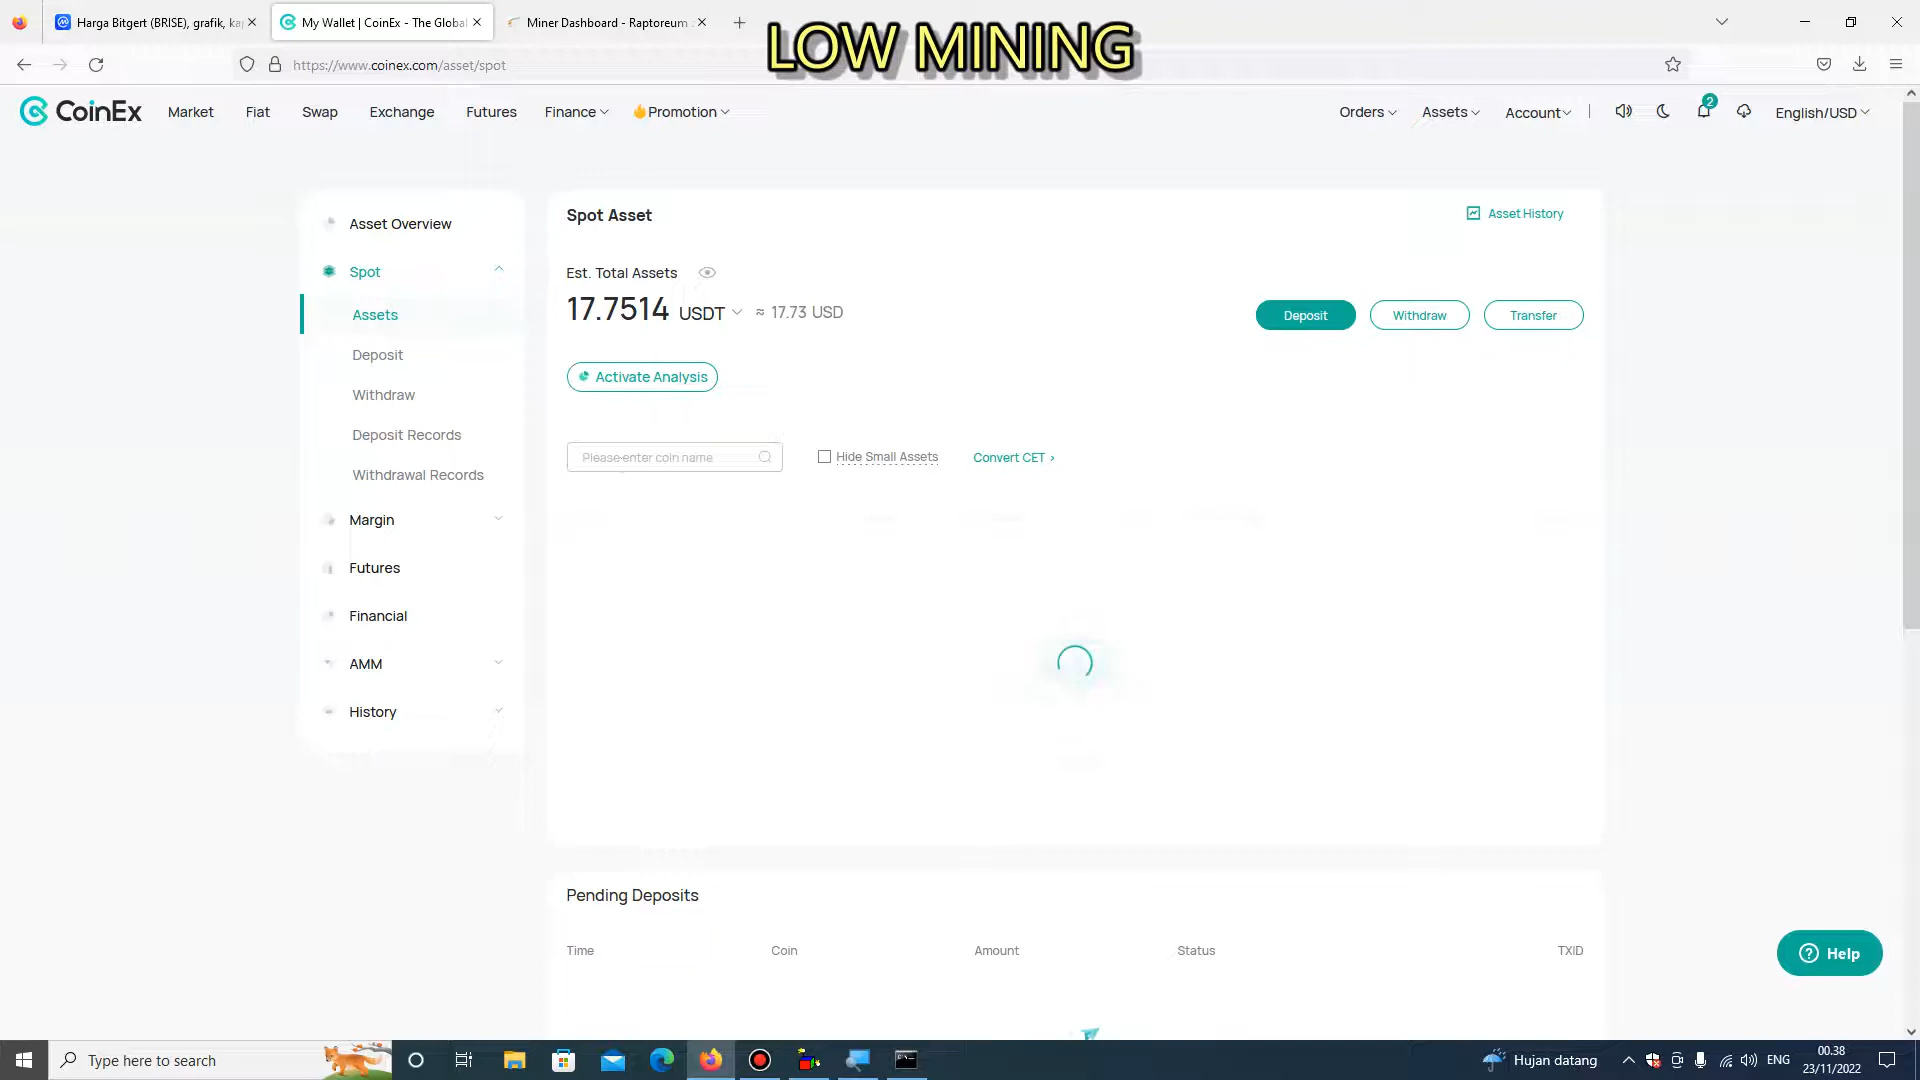 Harga Bitgert (BRISE), grafik, ka
My Wallet | CoinEx - The Global
Miner Dashboard - Raptoreum
LOW MINING
https://www.coinex.com/asset/spot
CoinEx
Market
Fiat
Swap
Exchange
Futures
Finance
Promotion
Orders
Assets
Account
2
English/USD
Asset Overview
Spot
Assets
Deposit
Withdraw
Deposit Records
Withdrawal Records
Margin
Futures
Financial
AMM
History
Spot Asset
Asset History
Est. Total Assets
17.7514 USDT ≈ 17.73 USD
Deposit
Withdraw
Transfer
Activate Analysis
Please enter coin name
Hide Small Assets
Convert CET ›
Pending Deposits
Time
Coin
Amount
Status
TXID
? Help
Type here to search
Hujan datang
ENG
00.38
23/11/2022